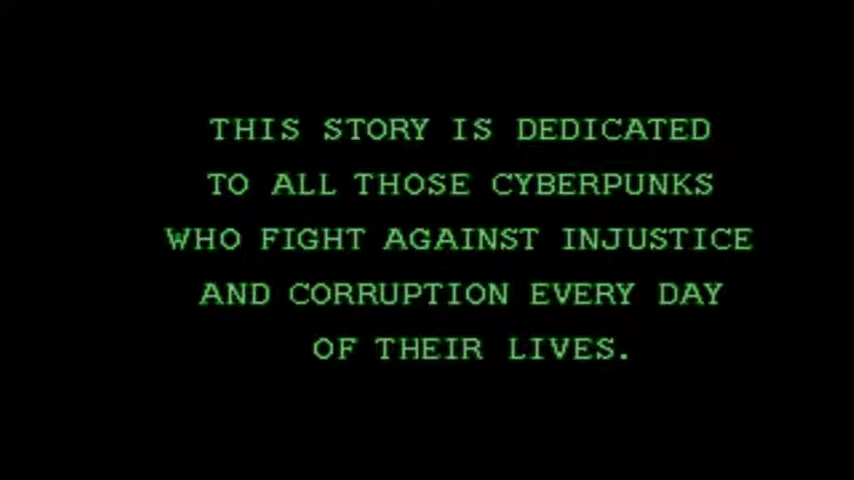 THIS STORY IS DEDICATED
TO ALL THOSE CYBERPUNKS
WHO FIGHT AGAINST INJUSTICE
AND CORRUPTION EVERY DAY
OF THEIR LIVES.